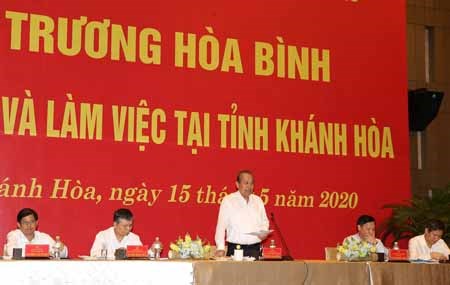 TRƯƠNG HÒA BÌNH
VÀ LÀM VIỆC TẠI TỈNH KHÁNH HÒA
ánh Hòa, ngày 15 thá 5 năm 2020